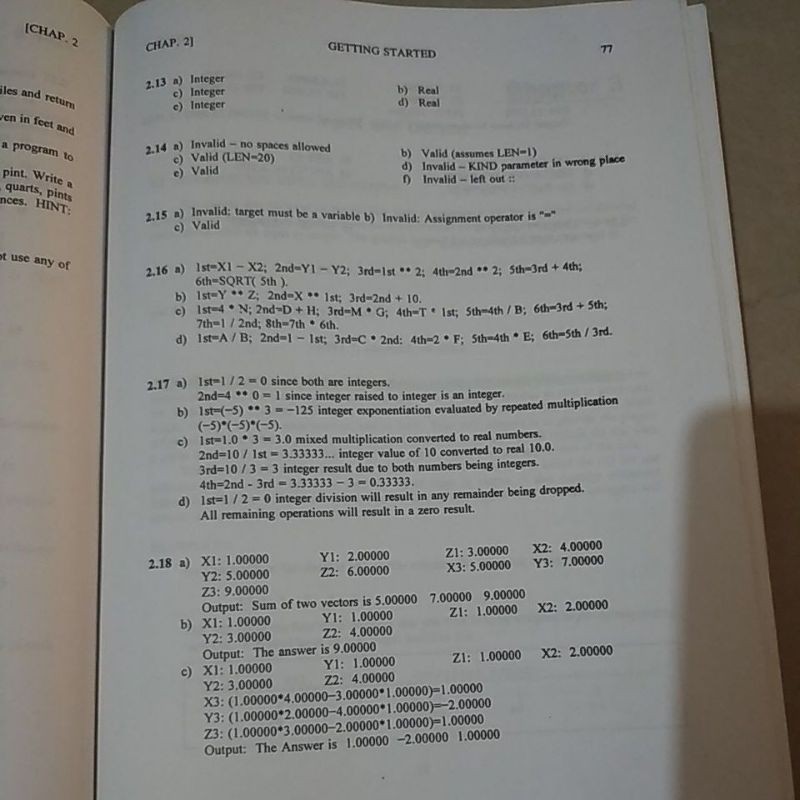 [CHAP. 2
iles and return
ven in feet and
a program to
pint. Write a
, quarts, pints
nces. HINT:
ot use any of
CHAP. 2] GETTING STARTED 77
2.13 a) Integer b) Real
c) Integer d) Real
e) Integer
2.14 a) Invalid – no spaces allowed b) Valid (assumes LEN=1)
c) Valid (LEN=20) d) Invalid – KIND parameter in wrong place
e) Valid f) Invalid – left out ::
2.15 a) Invalid: target must be a variable b) Invalid: Assignment operator is "="
c) Valid
2.16 a) 1st=X1 – X2; 2nd=Y1 – Y2; 3rd=1st ** 2; 4th=2nd ** 2; 5th=3rd + 4th;
6th=SQRT( 5th ).
b) 1st=Y ** Z; 2nd=X ** 1st; 3rd=2nd + 10.
c) 1st=4 * N; 2nd=D + H; 3rd=M * G; 4th=T * 1st; 5th=4th / B; 6th=3rd + 5th;
7th=1 / 2nd; 8th=7th * 6th.
d) 1st=A / B; 2nd=1 – 1st; 3rd=C * 2nd: 4th=2 * F; 5th=4th * E; 6th=5th / 3rd.
2.17 a) 1st=1 / 2 = 0 since both are integers.
2nd=4 ** 0 = 1 since integer raised to integer is an integer.
b) 1st=(–5) ** 3 = –125 integer exponentiation evaluated by repeated multiplication
(–5)*(–5)*(–5).
c) 1st=1.0 * 3 = 3.0 mixed multiplication converted to real numbers.
2nd=10 / 1st = 3.33333... integer value of 10 converted to real 10.0.
3rd=10 / 3 = 3 integer result due to both numbers being integers.
4th=2nd - 3rd = 3.33333 – 3 = 0.33333.
d) 1st=1 / 2 = 0 integer division will result in any remainder being dropped.
All remaining operations will result in a zero result.
2.18 a) X1: 1.00000 Y1: 2.00000 Z1: 3.00000 X2: 4.00000
Y2: 5.00000 Z2: 6.00000 X3: 5.00000 Y3: 7.00000
Z3: 9.00000
Output: Sum of two vectors is 5.00000 7.00000 9.00000
b) X1: 1.00000 Y1: 1.00000 Z1: 1.00000 X2: 2.00000
Y2: 3.00000 Z2: 4.00000
Output: The answer is 9.00000
c) X1: 1.00000 Y1: 1.00000 Z1: 1.00000 X2: 2.00000
Y2: 3.00000 Z2: 4.00000
X3: (1.00000*4.00000–3.00000*1.00000)=1.00000
Y3: (1.00000*2.00000–4.00000*1.00000)=–2.00000
Z3: (1.00000*3.00000–2.00000*1.00000)=1.00000
Output: The Answer is 1.00000 –2.00000 1.00000